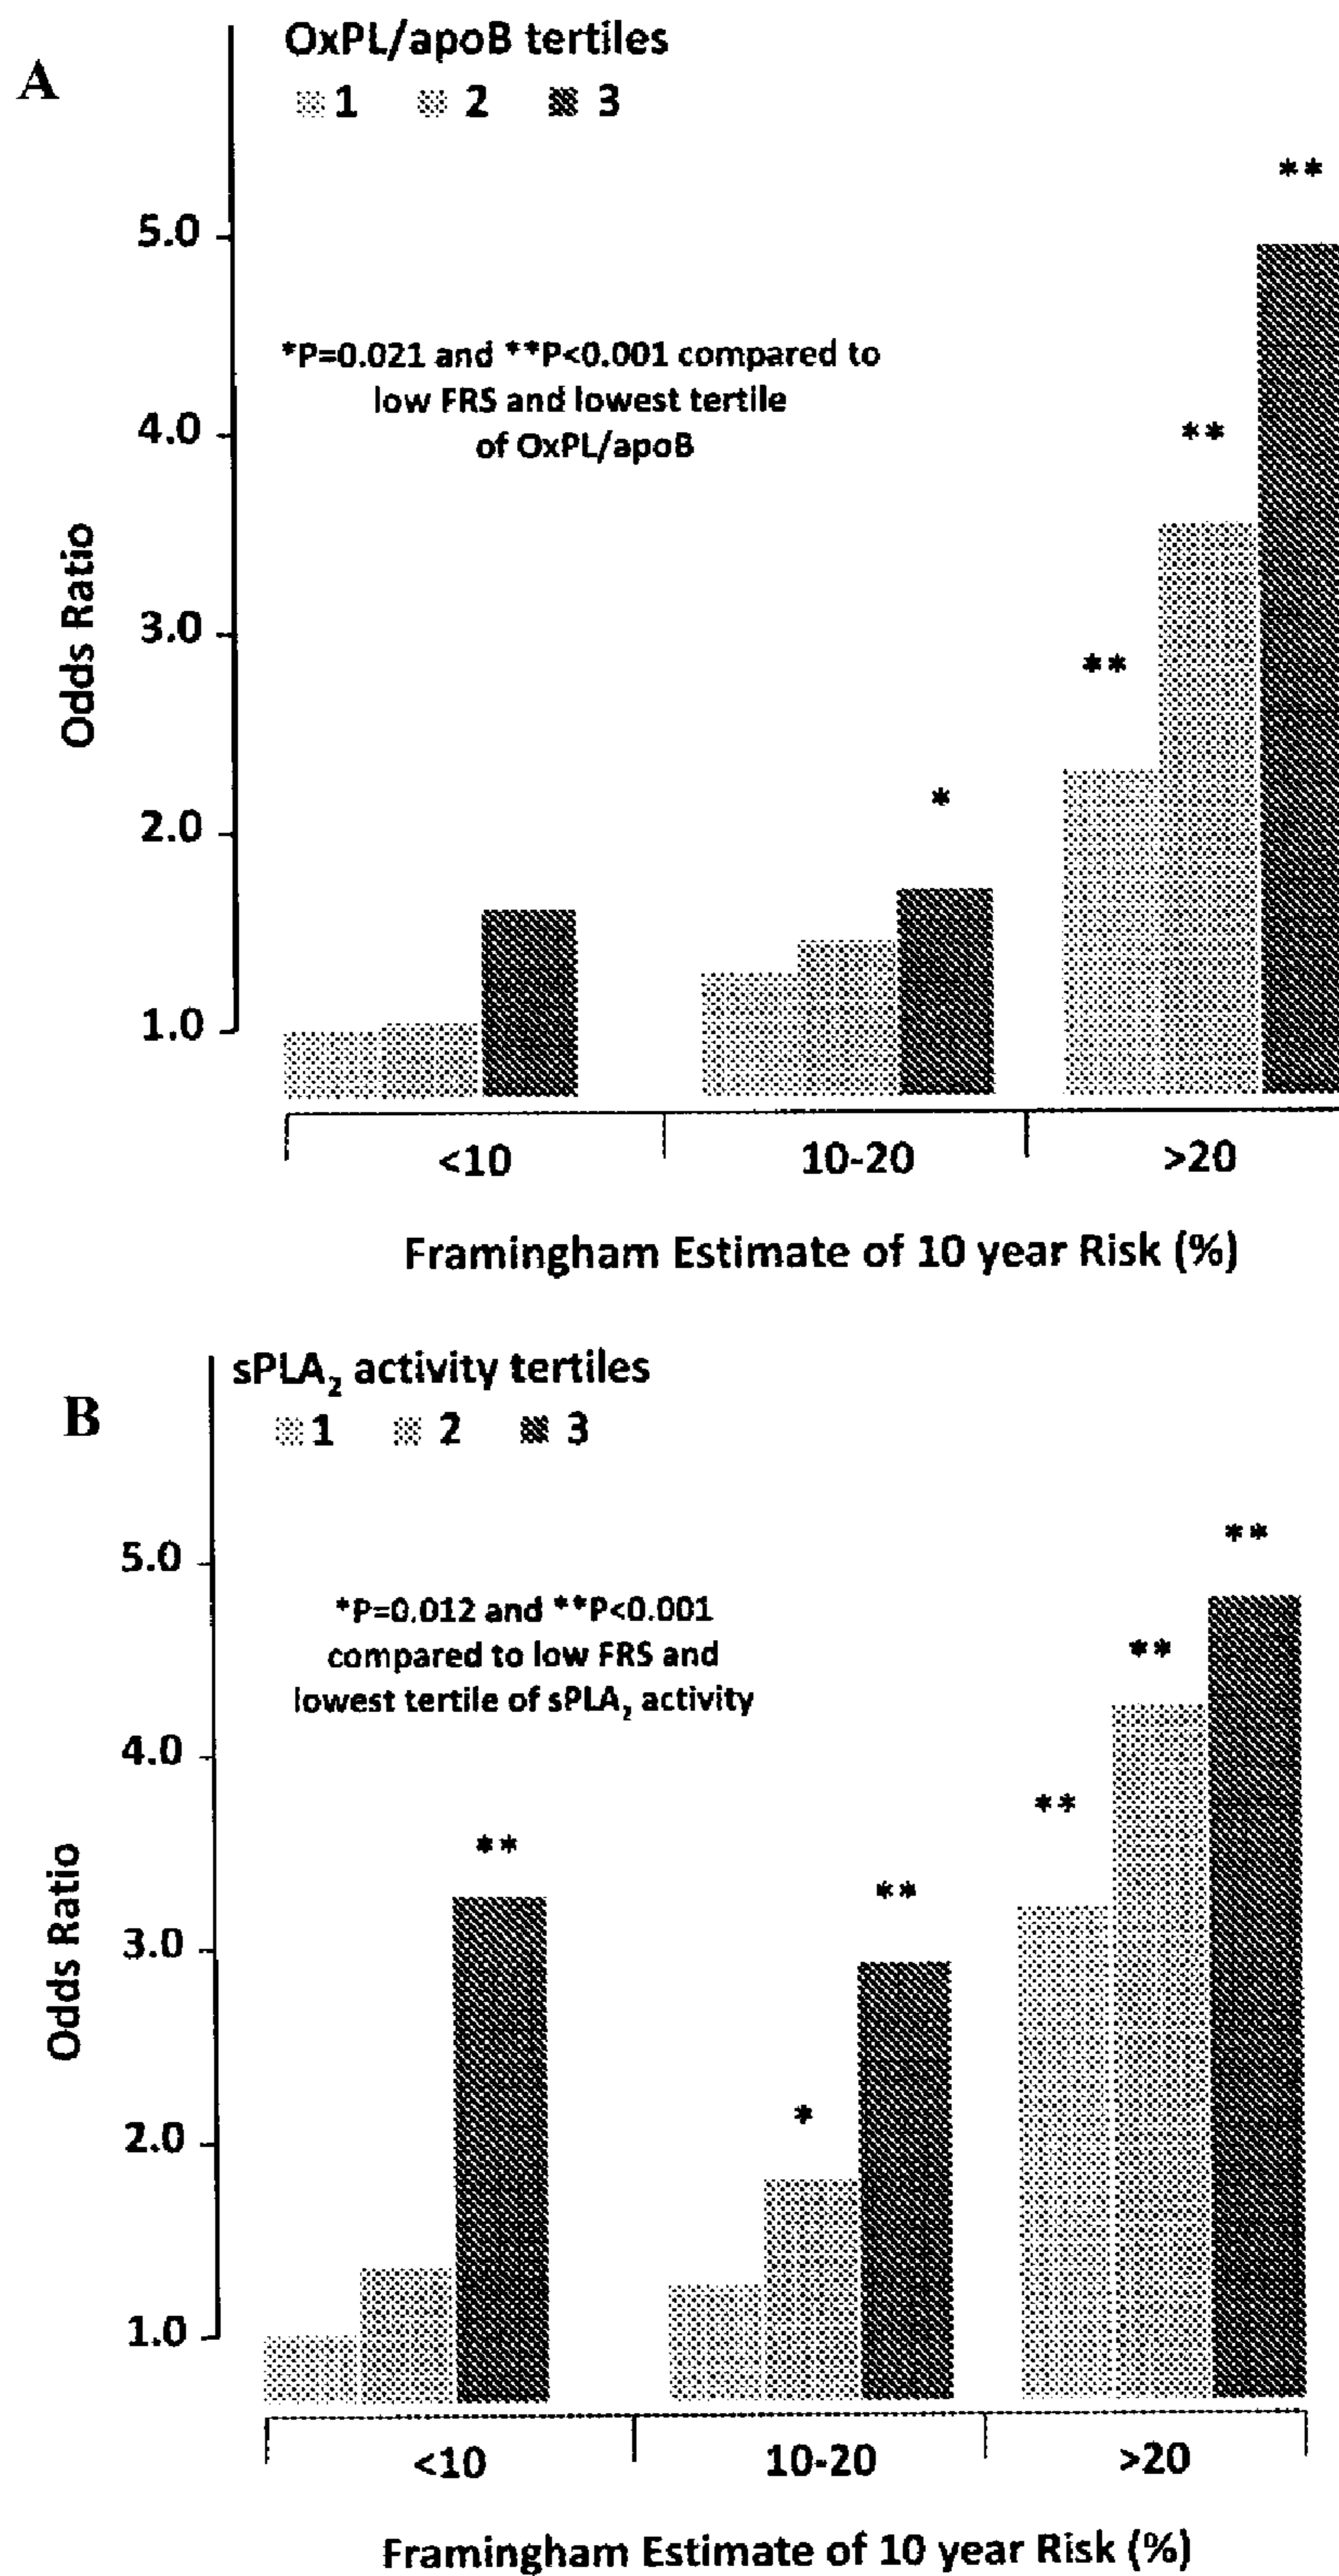 A
OxPL/apoB tertiles
1 2 3
**
5.0
*P=0.021 and **P<0.001 compared to
low FRS and lowest tertile
of OxPL/apoB
4.0
**
Odds Ratio
3.0
**
2.0
*
1.0
<10 10-20 >20
Framingham Estimate of 10 year Risk (%)
B
sPLA₂ activity tertiles
1 2 3
**
5.0
*P=0.012 and **P<0.001
compared to low FRS and
lowest tertile of sPLA₂ activity
**
4.0
**
**
**
Odds Ratio
3.0
*
2.0
1.0
<10 10-20 >20
Framingham Estimate of 10 year Risk (%)